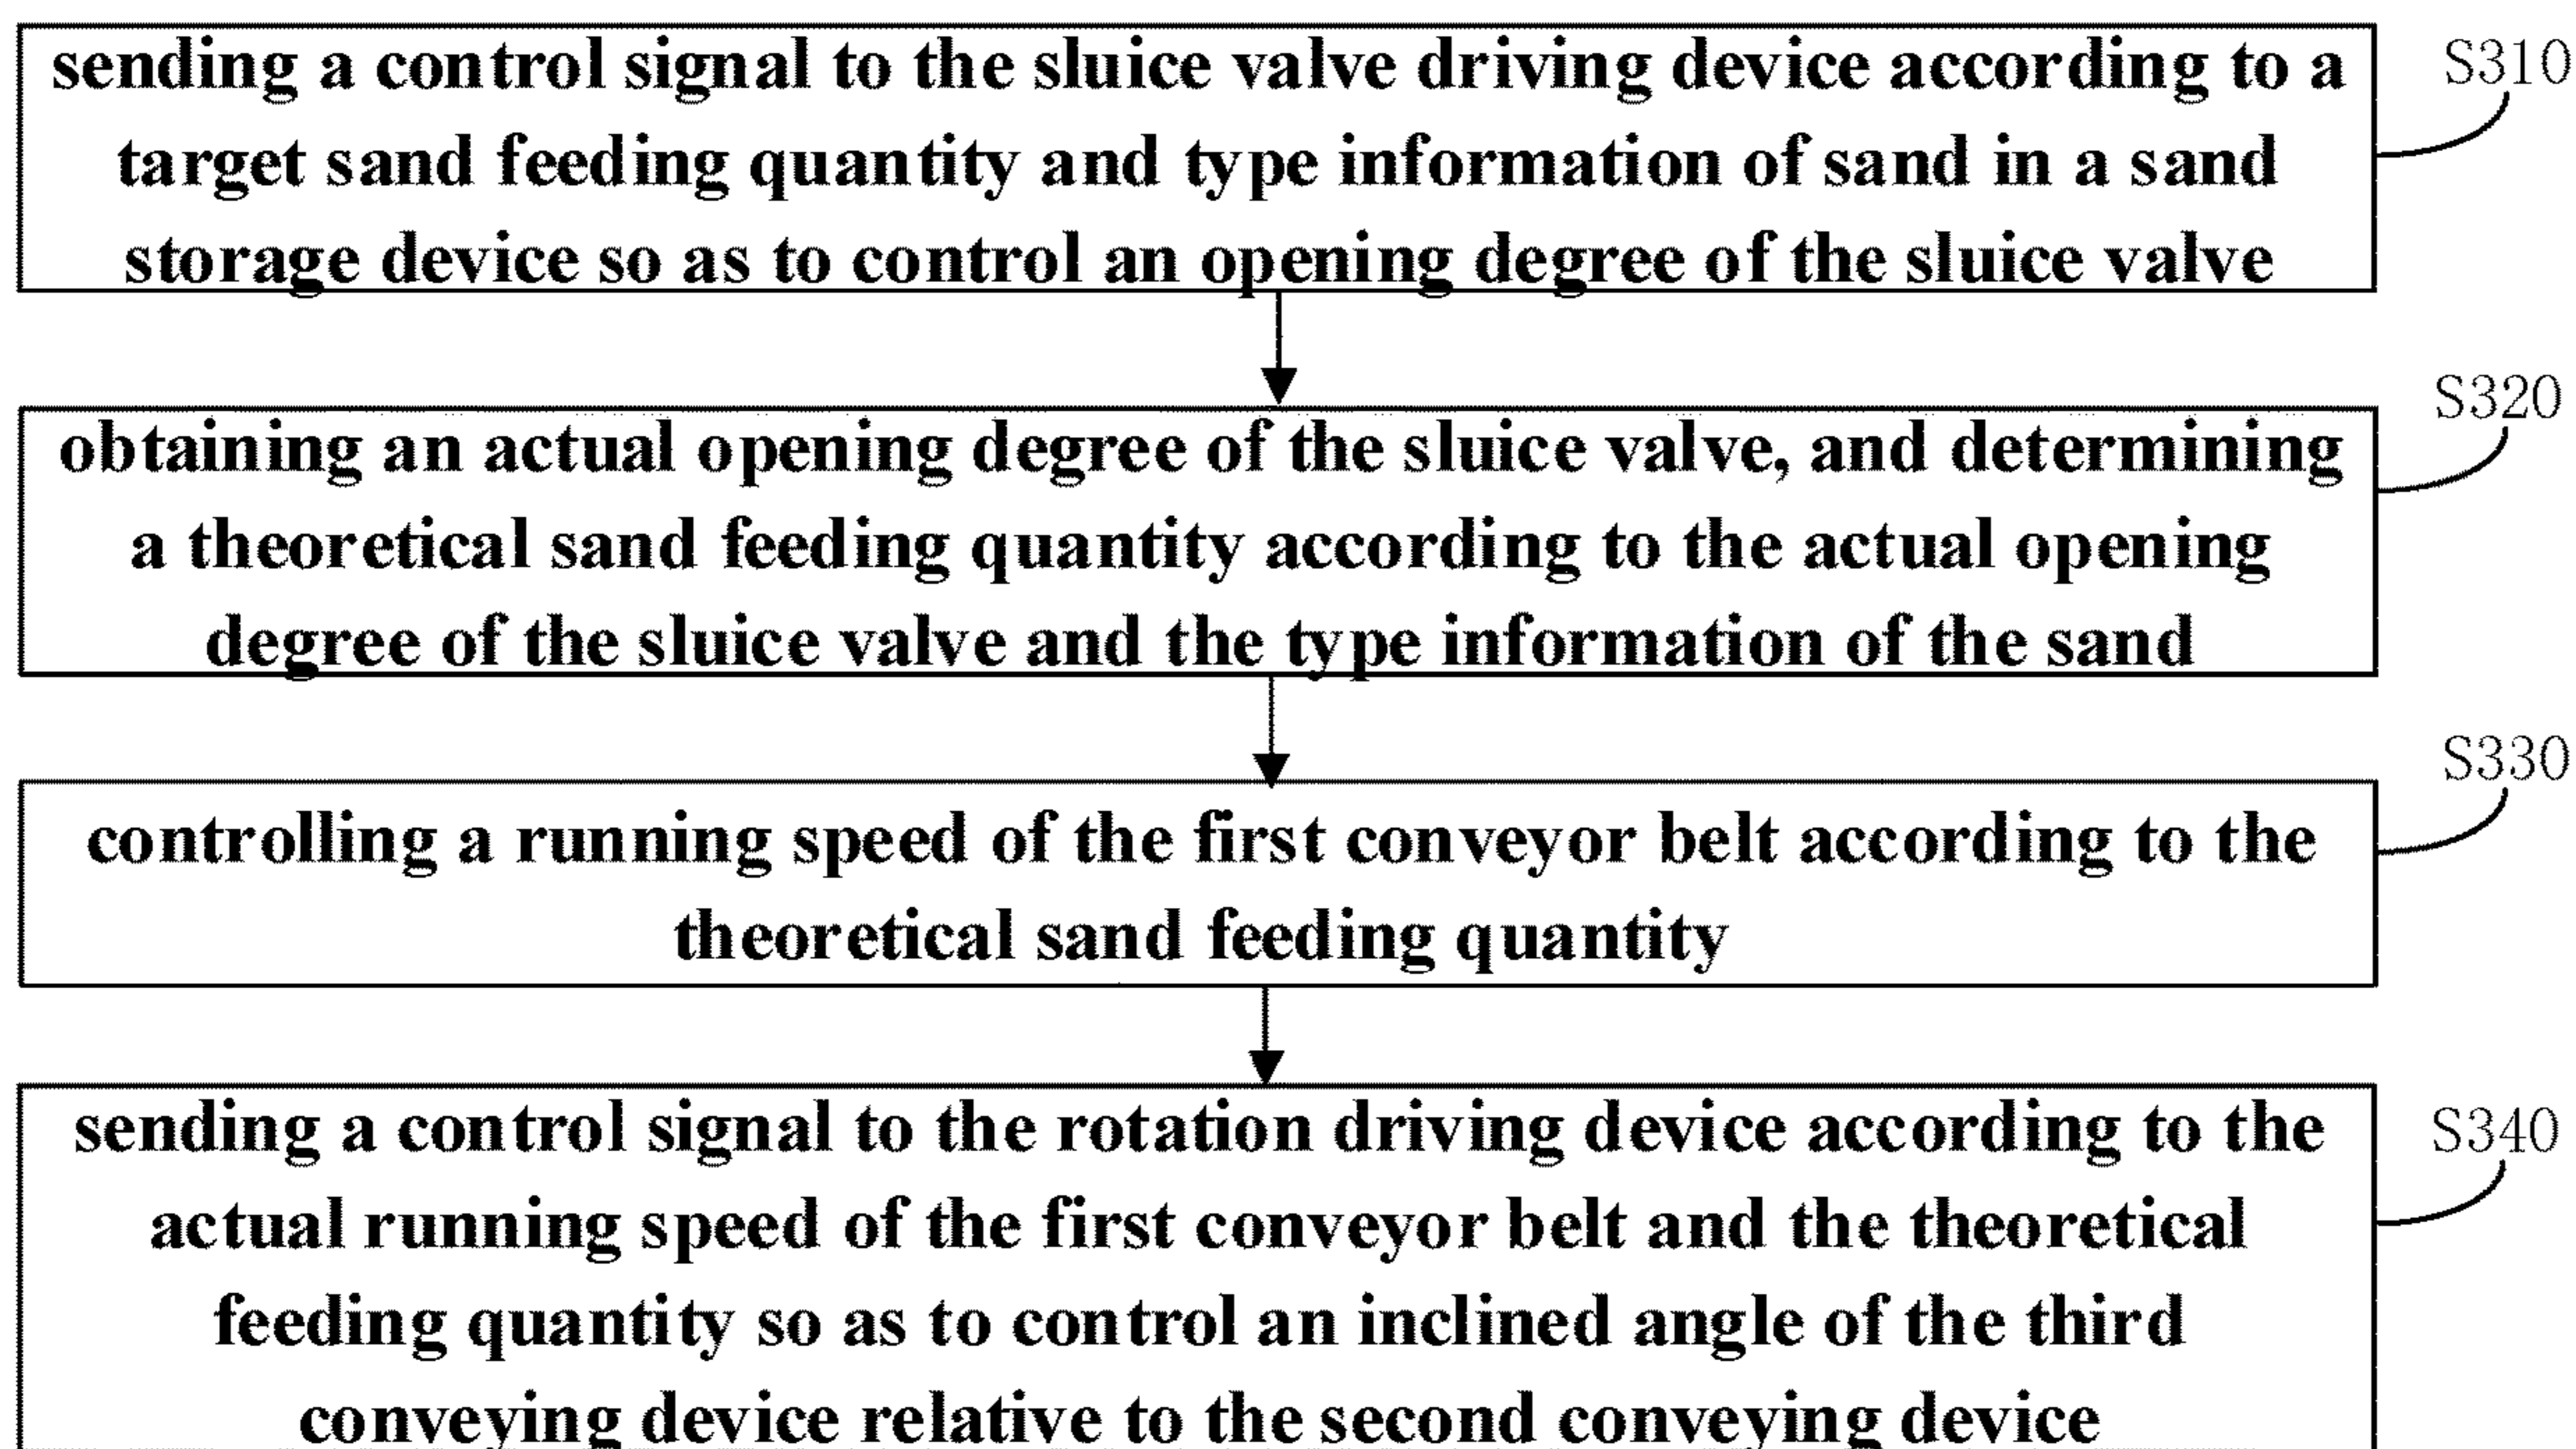 sending a control signal to the sluice valve driving device according to a
target sand feeding quantity and type information of sand in a sand
storage device so as to control an opening degree of the sluice valve
S310
obtaining an actual opening degree of the sluice valve, and determining
a theoretical sand feeding quantity according to the actual opening
degree of the sluice valve and the type information of the sand
S320
controlling a running speed of the first conveyor belt according to the
theoretical sand feeding quantity
S330
sending a control signal to the rotation driving device according to the
actual running speed of the first conveyor belt and the theoretical
feeding quantity so as to control an inclined angle of the third
conveying device relative to the second conveying device
S340